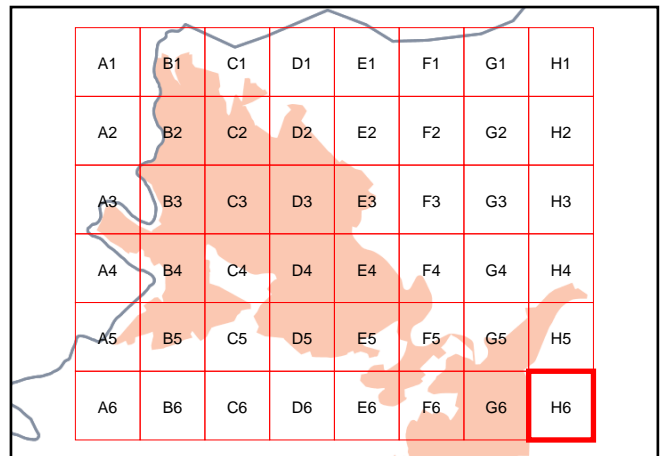 A1 B1 C1 D1 E1 F1 G1 H1
A2 B2 C2 D2 E2 F2 G2 H2
A3 B3 C3 D3 E3 F3 G3 H3
A4 B4 C4 D4 E4 F4 G4 H4
A5 B5 C5 D5 E5 F5 G5 H5
A6 B6 C6 D6 E6 F6 G6 H6